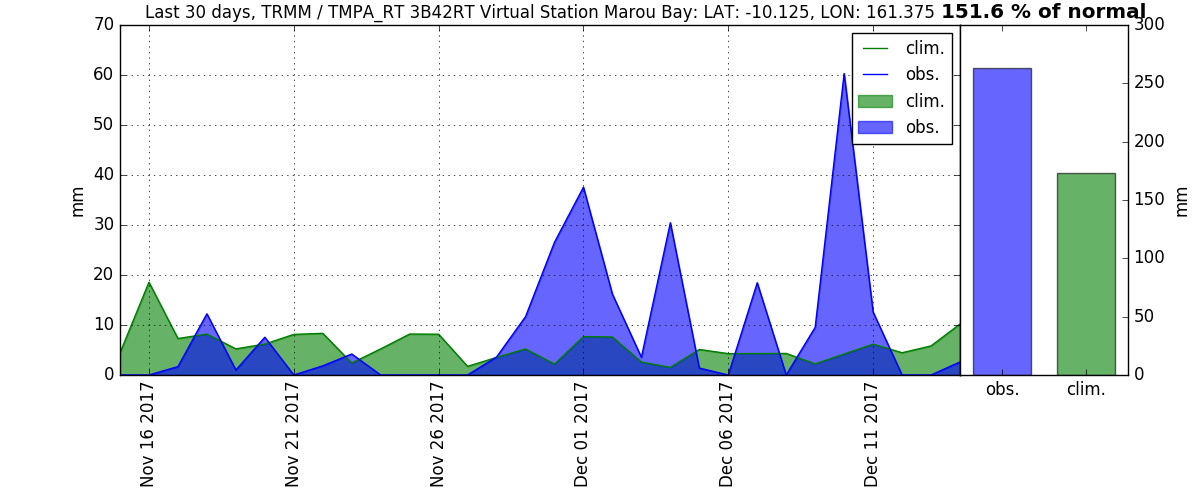 Last 30 days, TRMM / TMPA_RT 3B42RT Virtual Station Marou Bay: LAT: -10.125, LON: 161.375 151.6 % of normal
70
60
50
40
30
20
10
0
mm
clim.
obs.
clim.
obs.
Nov 16 2017
Nov 21 2017
Nov 26 2017
Dec 01 2017
Dec 06 2017
Dec 11 2017
300
250
200
150
100
50
0
mm
obs. clim.